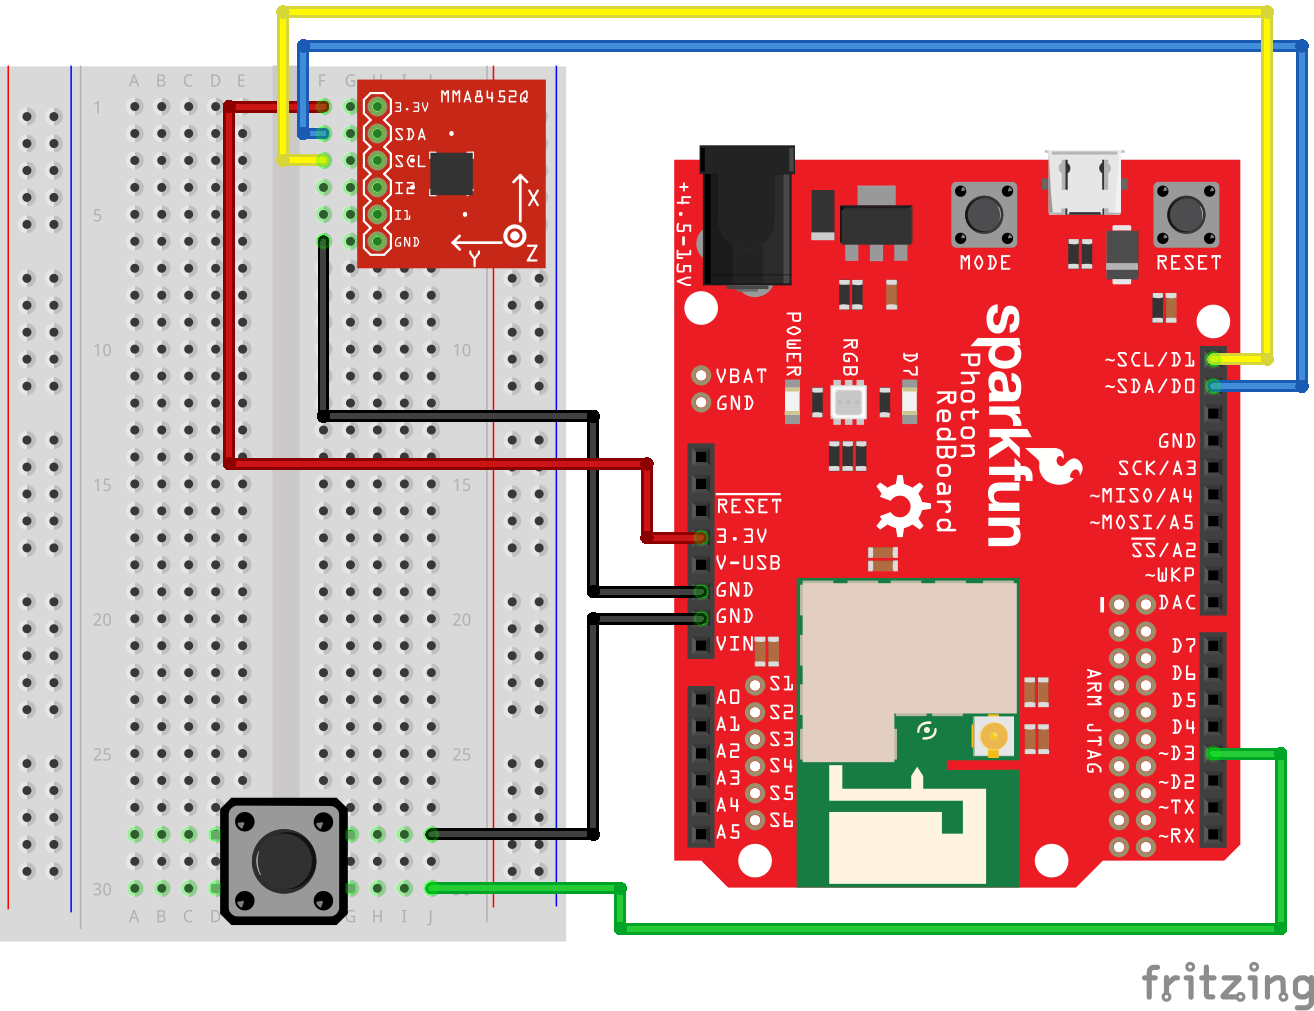 A B C D E F G H I J
1
5
10 10
15 15
20 20
25 25
30
A B C D G H I J
MMA8452Q
3.3V
SDA
SCL
I2
I1
GND
X
Y
Z
+4.5-15V
MODE
RESET
POWER
RGB
D7
VBAT
GND
sparkfun
Photon
RedBoard
RESET
3.3V
V-USB
GND
GND
VIN
A0
A1
A2
A3
A4
A5
S1
S2
S3
S4
S5
S6
~SCL/D1
~SDA/D0
GND
SCK/A3
~MISO/A4
~MOSI/A5
SS/A2
~WKP
DAC
D7
D6
D5
D4
~D3
~D2
~TX
~RX
ARM JTAG
fritzing